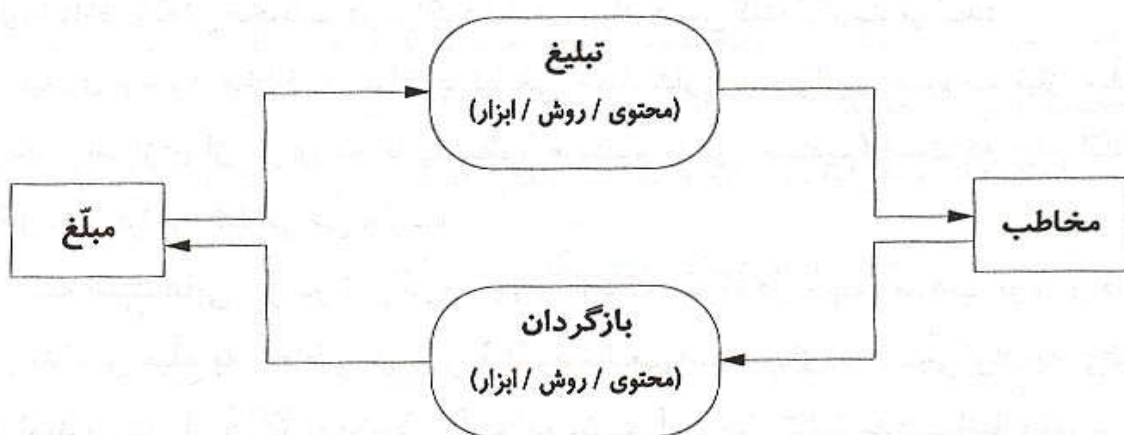 تبلیغ
(محتوی / روش / ابزار)
مخاطب
مبلّغ
بازگردان
(محتوی / روش / ابزار)